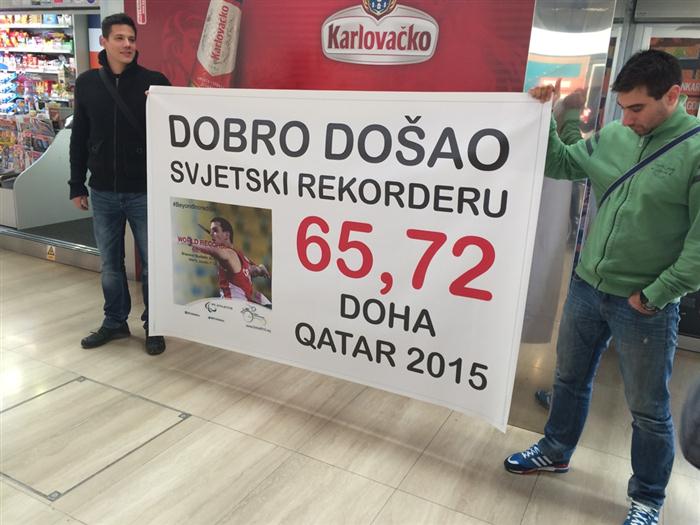 Karlovačko
DOBRO DOŠAO
SVJETSKI REKORDERU
#Beyondincredible
WORLD RECORD
65,72
DOHA
QATAR 2015